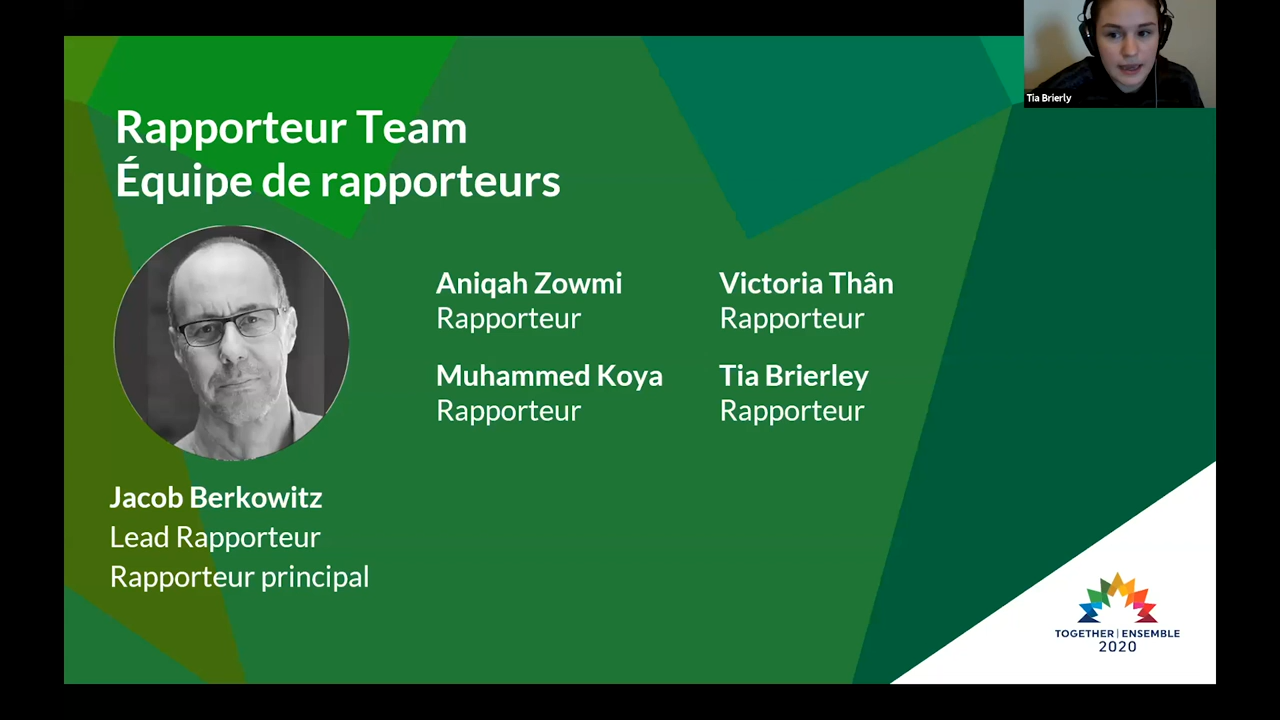 Tia Brierly
Rapporteur Team
Équipe de rapporteurs
Aniqah Zowmi
Rapporteur
Victoria Thân
Rapporteur
Muhammed Koya
Rapporteur
Tia Brierley
Rapporteur
Jacob Berkowitz
Lead Rapporteur
Rapporteur principal
TOGETHER | ENSEMBLE
2020